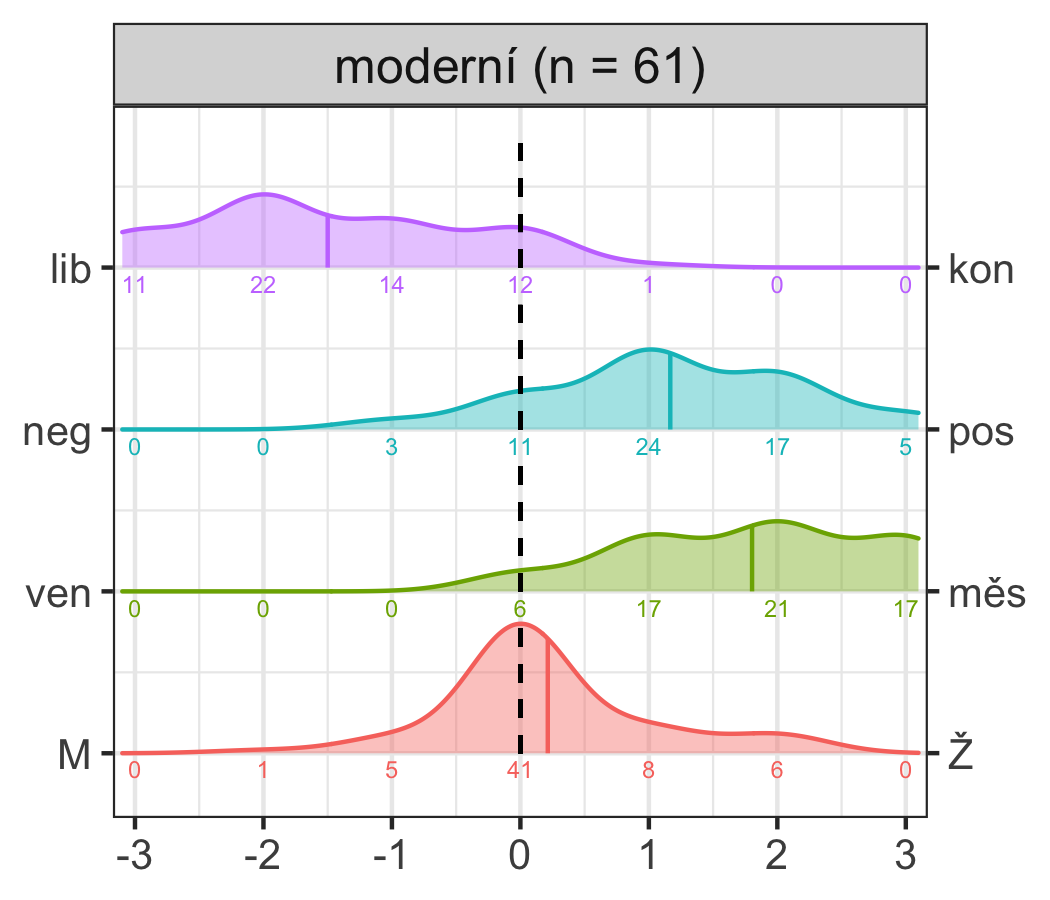 moderní (n = 61)
lib kon
11 22 14 12 1 0 0
neg pos
0 0 3 11 24 17 5
ven měs
0 0 0 6 17 21 17
M Ž
0 1 5 41 8 6 0
-3 -2 -1 0 1 2 3